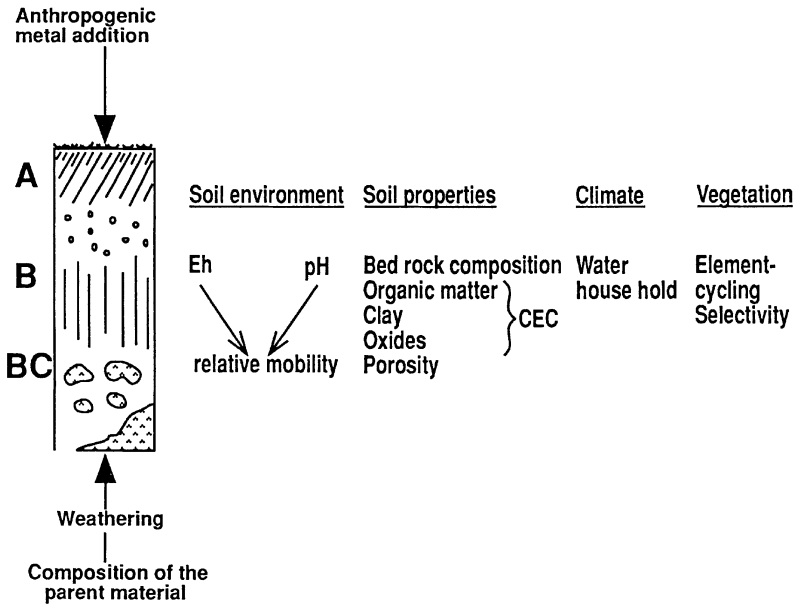 Anthropogenic
metal addition
A
B
BC
Soil environment
Eh
pH
relative mobility
Soil properties
Bed rock composition
Organic matter
Clay
Oxides
Porosity
CEC
Climate
Water
house hold
Vegetation
Element-
cycling
Selectivity
Weathering
Composition of the
parent material